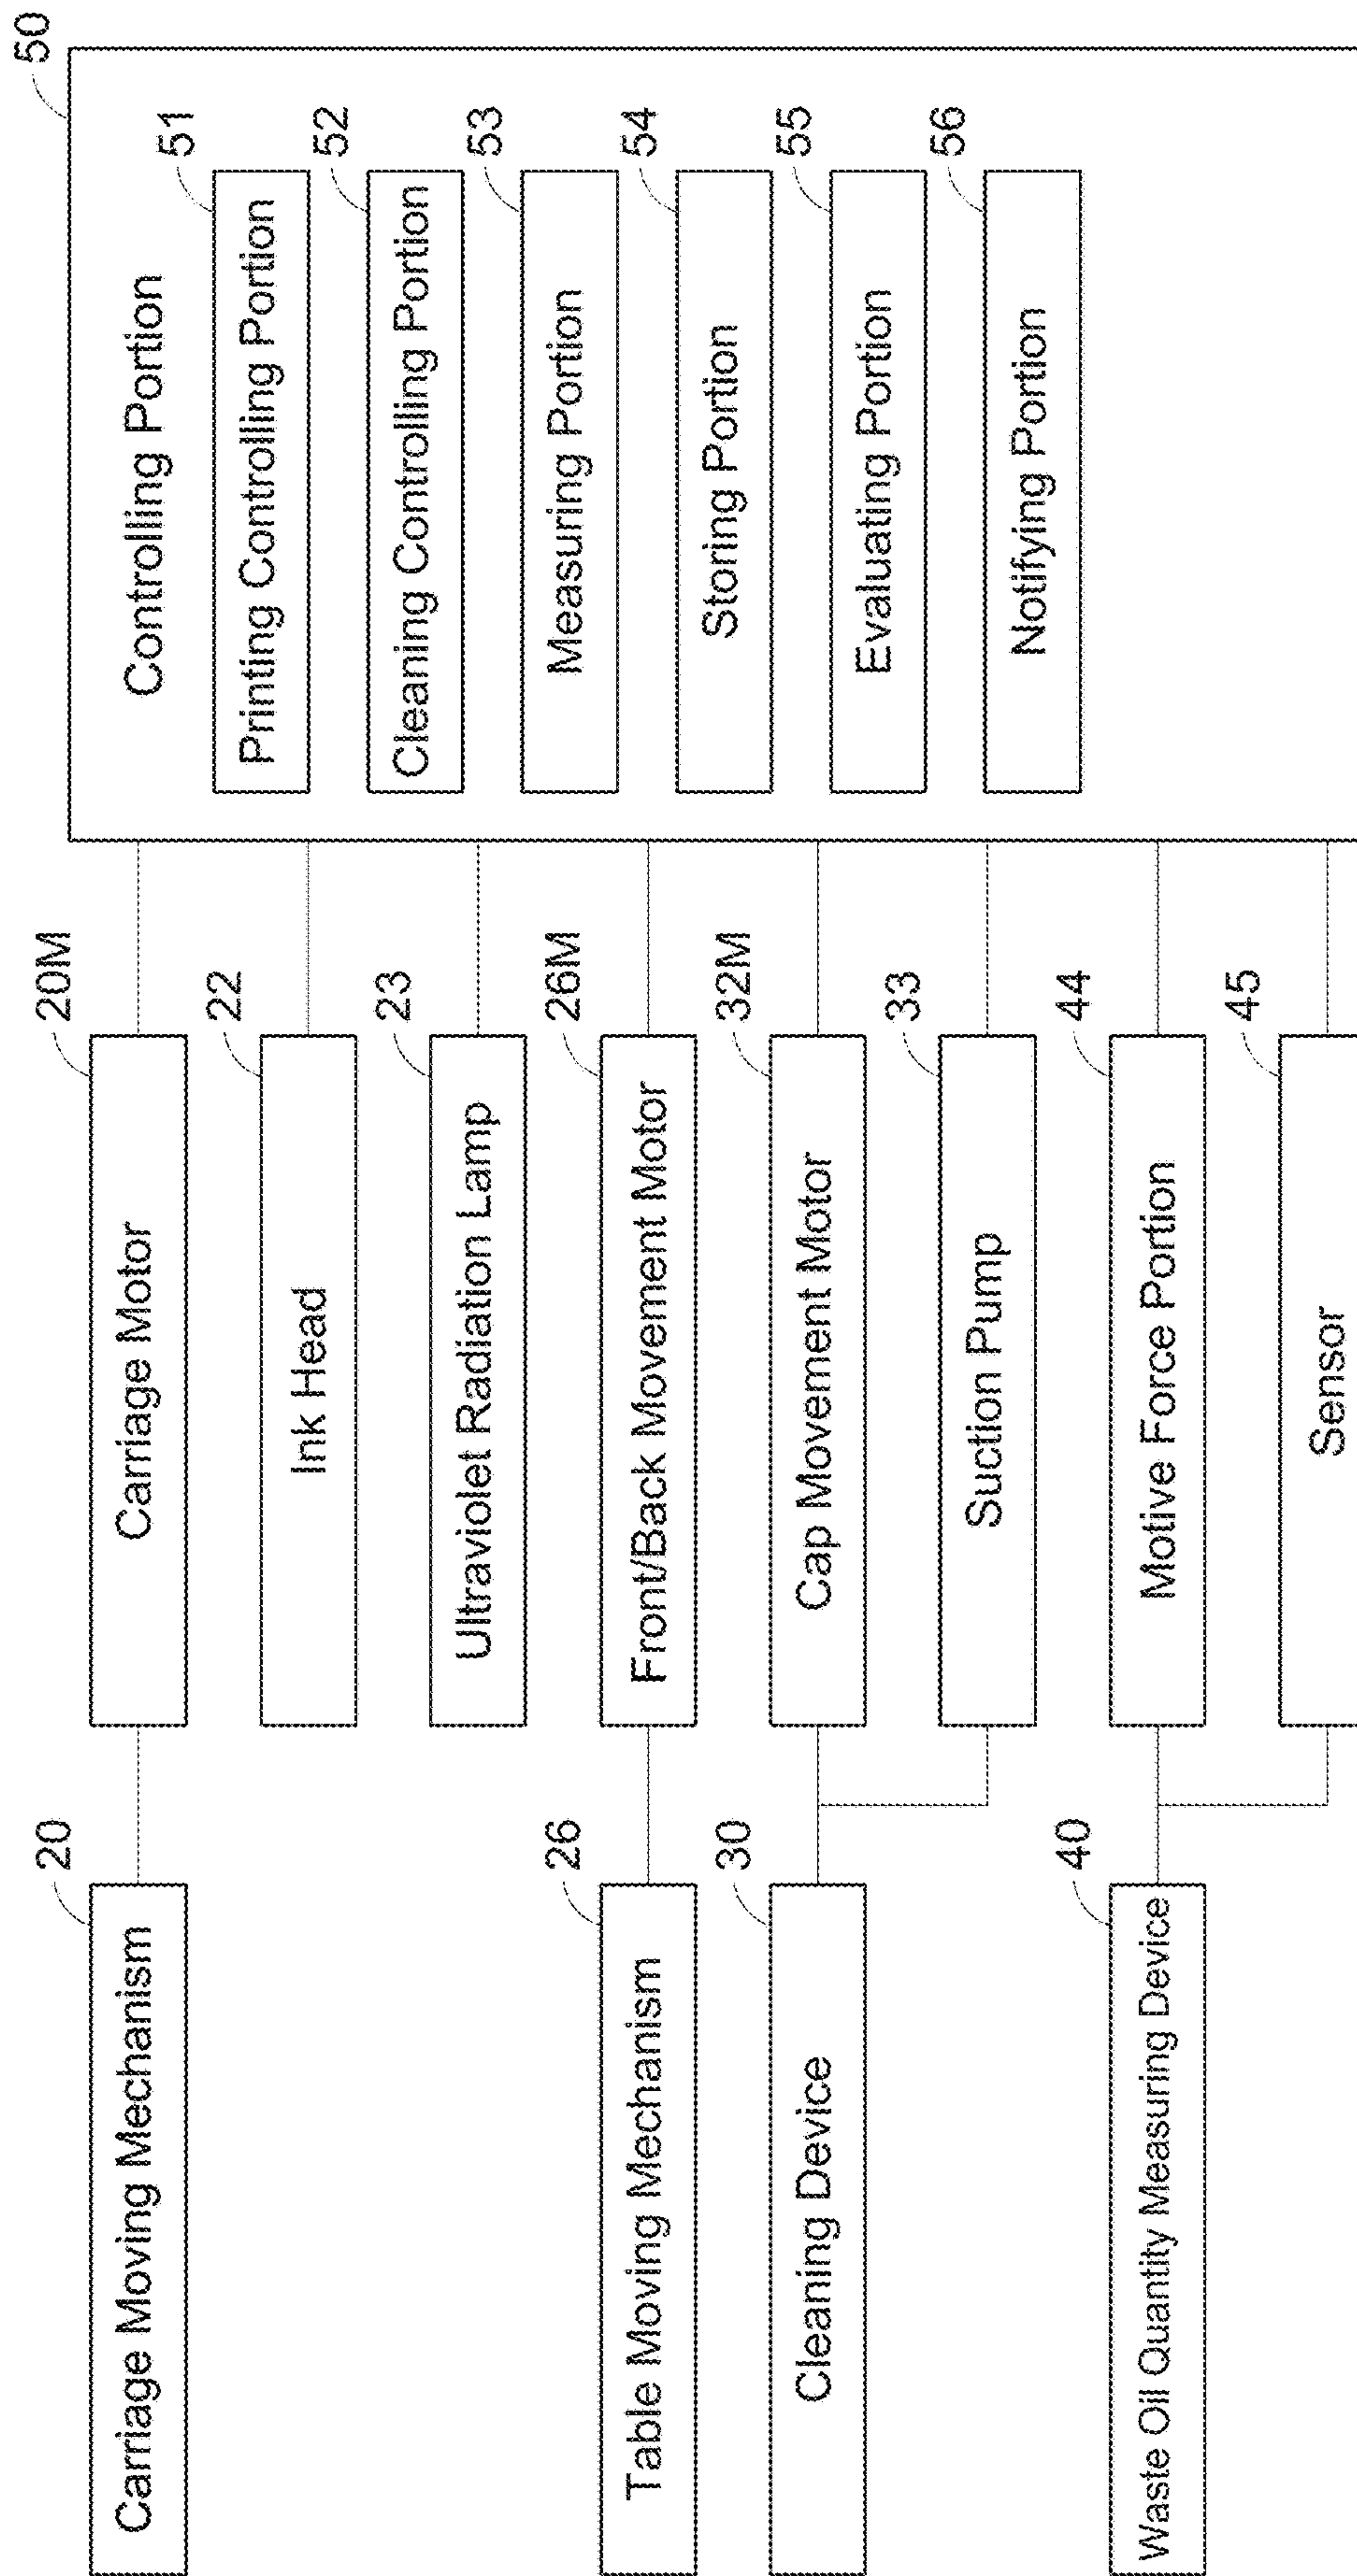 20
Carriage Moving Mechanism
26
Table Moving Mechanism
30
Cleaning Device
40
Waste Oil Quantity Measuring Device
20M
Carriage Motor
22
Ink Head
23
Ultraviolet Radiation Lamp
26M
Front/Back Movement Motor
32M
Cap Movement Motor
33
Suction Pump
44
Motive Force Portion
45
Sensor
50
Controlling Portion
51
Printing Controlling Portion
52
Cleaning Controlling Portion
53
Measuring Portion
54
Storing Portion
55
Evaluating Portion
56
Notifying Portion